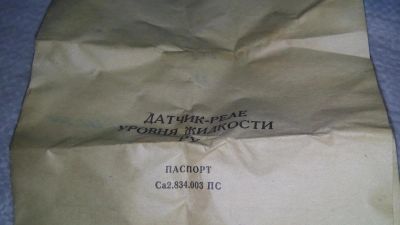 ДАТЧИК-РЕЛЕ
УРОВНЯ ЖИДКОСТИ
РУ
ПАСПОРТ
Са2.834.003 ПС